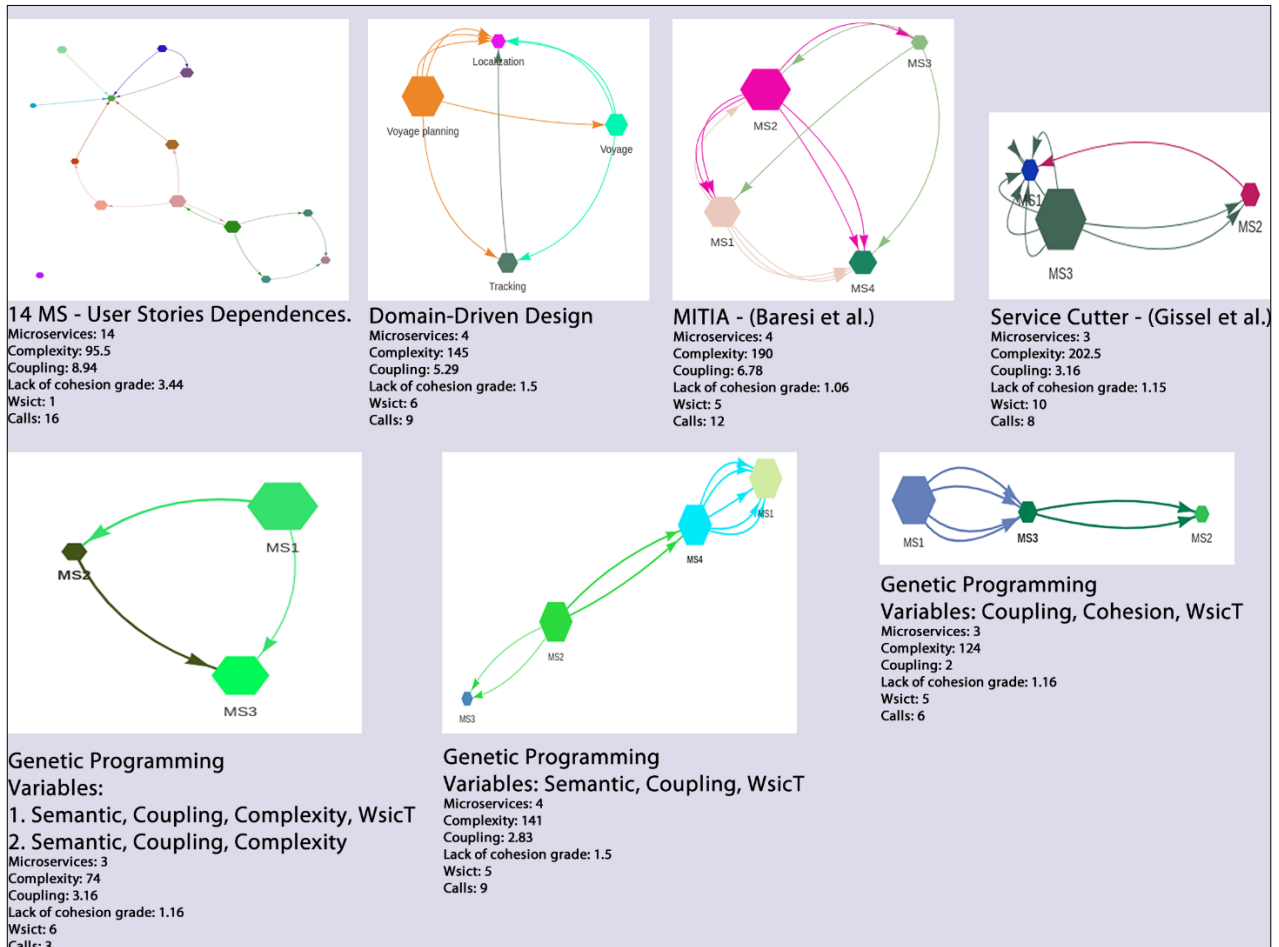 Localization
Voyage planning
Voyage
Tracking
MS3
MS2
MS1
MS4
MS1
MS2
MS3
14 MS - User Stories Dependences.
Microservices: 14
Complexity: 95.5
Coupling: 8.94
Lack of cohesion grade: 3.44
Wsict: 1
Calls: 16
Domain-Driven Design
Microservices: 4
Complexity: 145
Coupling: 5.29
Lack of cohesion grade: 1.5
Wsict: 6
Calls: 9
MITIA - (Baresi et al.)
Microservices: 4
Complexity: 190
Coupling: 6.78
Lack of cohesion grade: 1.06
Wsict: 5
Calls: 12
Service Cutter - (Gissel et al.)
Microservices: 3
Complexity: 202.5
Coupling: 3.16
Lack of cohesion grade: 1.15
Wsict: 10
Calls: 8
MS1
MS2
MS3
Genetic Programming
Variables:
1. Semantic, Coupling, Complexity, WsicT
2. Semantic, Coupling, Complexity
Microservices: 3
Complexity: 74
Coupling: 3.16
Lack of cohesion grade: 1.16
Wsict: 6
Calls: 3
MS1
MS4
MS2
MS3
Genetic Programming
Variables: Semantic, Coupling, WsicT
Microservices: 4
Complexity: 141
Coupling: 2.83
Lack of cohesion grade: 1.5
Wsict: 5
Calls: 9
MS1
MS3
MS2
Genetic Programming
Variables: Coupling, Cohesion, WsicT
Microservices: 3
Complexity: 124
Coupling: 2
Lack of cohesion grade: 1.16
Wsict: 5
Calls: 6